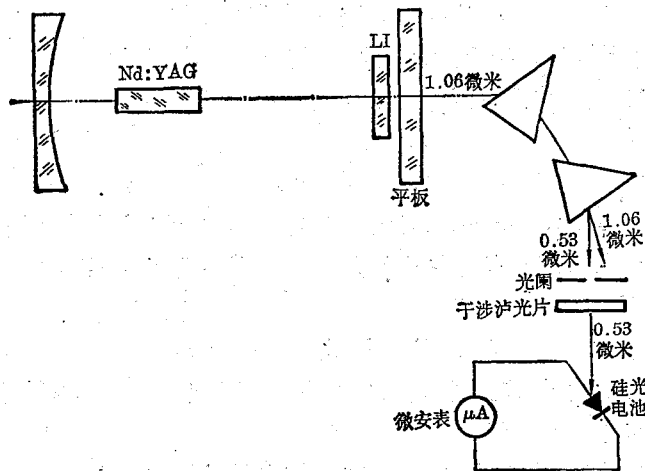 LI
Nd:YAG
1.06微米
平板
0.53
微米
1.06
微米
光阑
干涉泸光片
0.53
微米
微安表
μA
硅光
电池